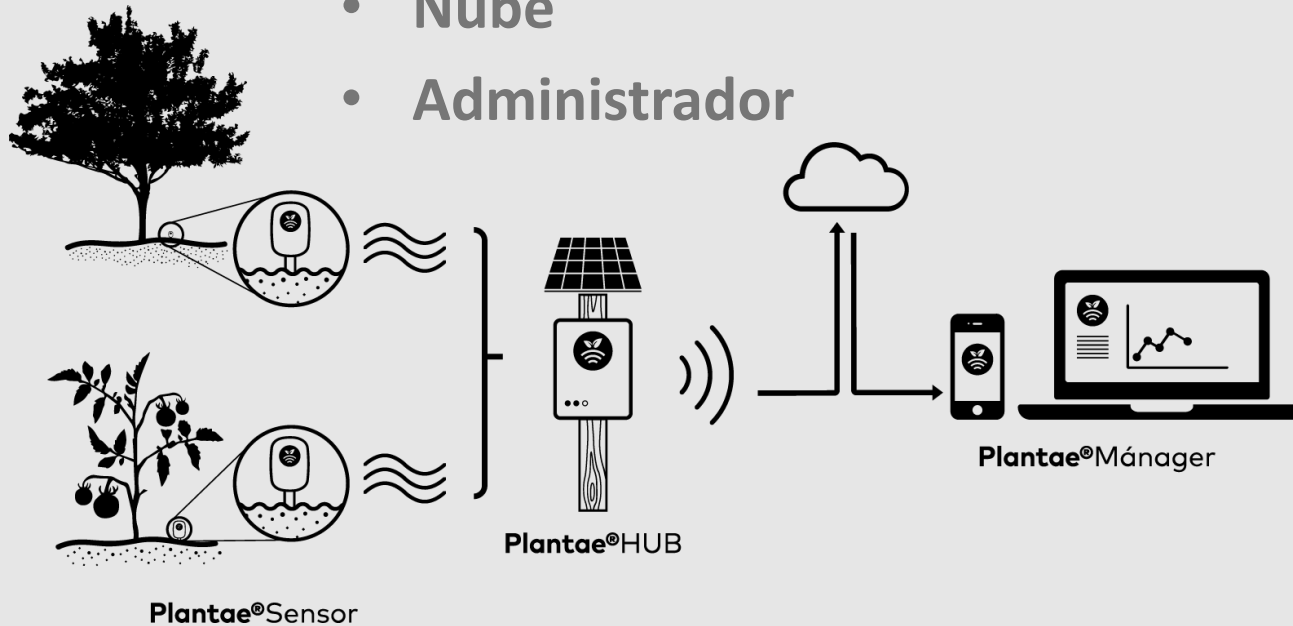 • Nube
• Administrador
Plantae®Mánager
Plantae®HUB
Plantae®Sensor